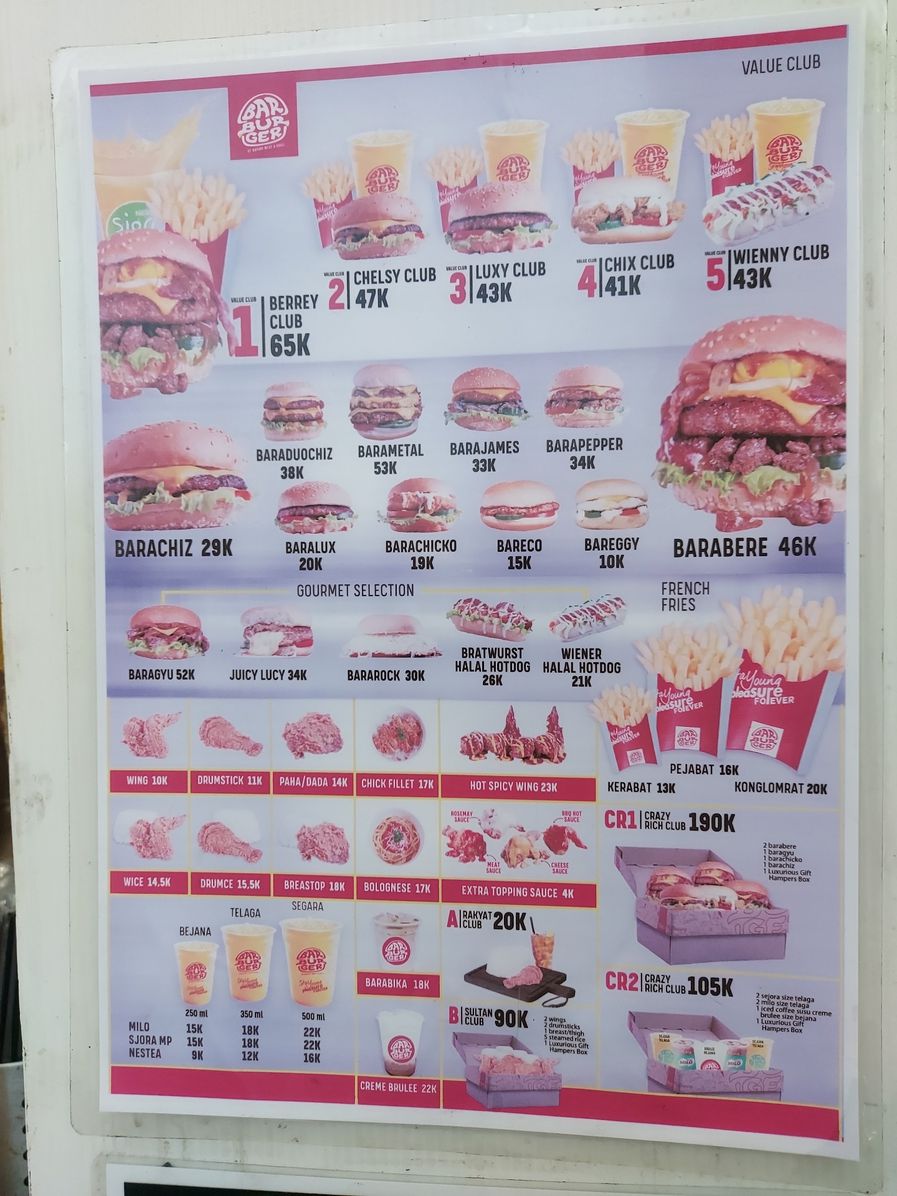 VALUE CLUB
BAR
BUR
GER
VALUE CLUB
1
BERREY
CLUB
65K
VALUE CLUB
2
CHELSY CLUB
47K
VALUE CLUB
3
LUXY CLUB
43K
VALUE CLUB
4
CHIX CLUB
41K
VALUE CLUB
5
WIENNY CLUB
43K
BARADUOCHIZ
38K
BARAMETAL
53K
BARAJAMES
33K
BARAPEPPER
34K
BARACHIZ 29K
BARALUX
20K
BARACHICKO
19K
BARECO
15K
BAREGGY
10K
BARABERE 46K
GOURMET SELECTION
BARAGYU 52K
JUICY LUCY 34K
BARAROCK 30K
BRATWURST
HALAL HOTDOG
26K
WIENER
HALAL HOTDOG
21K
FRENCH
FRIES
KERABAT 13K
PEJABAT 16K
KONGLOMRAT 20K
WING 10K
DRUMSTICK 11K
PAHA/DADA 14K
CHICK FILLET 17K
HOT SPICY WING 23K
WICE 14,5K
DRUMCE 15,5K
BREASTOP 18K
BOLOGNESE 17K
ROSEMAY
SAUCE
BBQ HOT
SAUCE
MEAT
SAUCE
CHEESE
SAUCE
EXTRA TOPPING SAUCE 4K
CR1 CRAZY
RICH CLUB 190K
2 barabere
1 baragyu
1 barachicko
1 barachiz
1 Luxurious Gift
Hampers Box
BEJANA
TELAGA
SEGARA
250 ml 350 ml 500 ml
MILO 15K 18K 22K
SJORA MP 15K 18K 22K
NESTEA 9K 12K 16K
BARABIKA 18K
CREME BRULEE 22K
A RAKYAT
CLUB 20K
B SULTAN
CLUB 90K
2 wings
2 drumsticks
1 breast/thigh
5 steamed rice
1 Luxurious Gift
Hampers Box
CR2 CRAZY
RICH CLUB 105K
2 sejora size telaga
2 milo size telaga
1 iced coffee susu creme
brulee size bejana
1 Luxurious Gift
Hampers Box